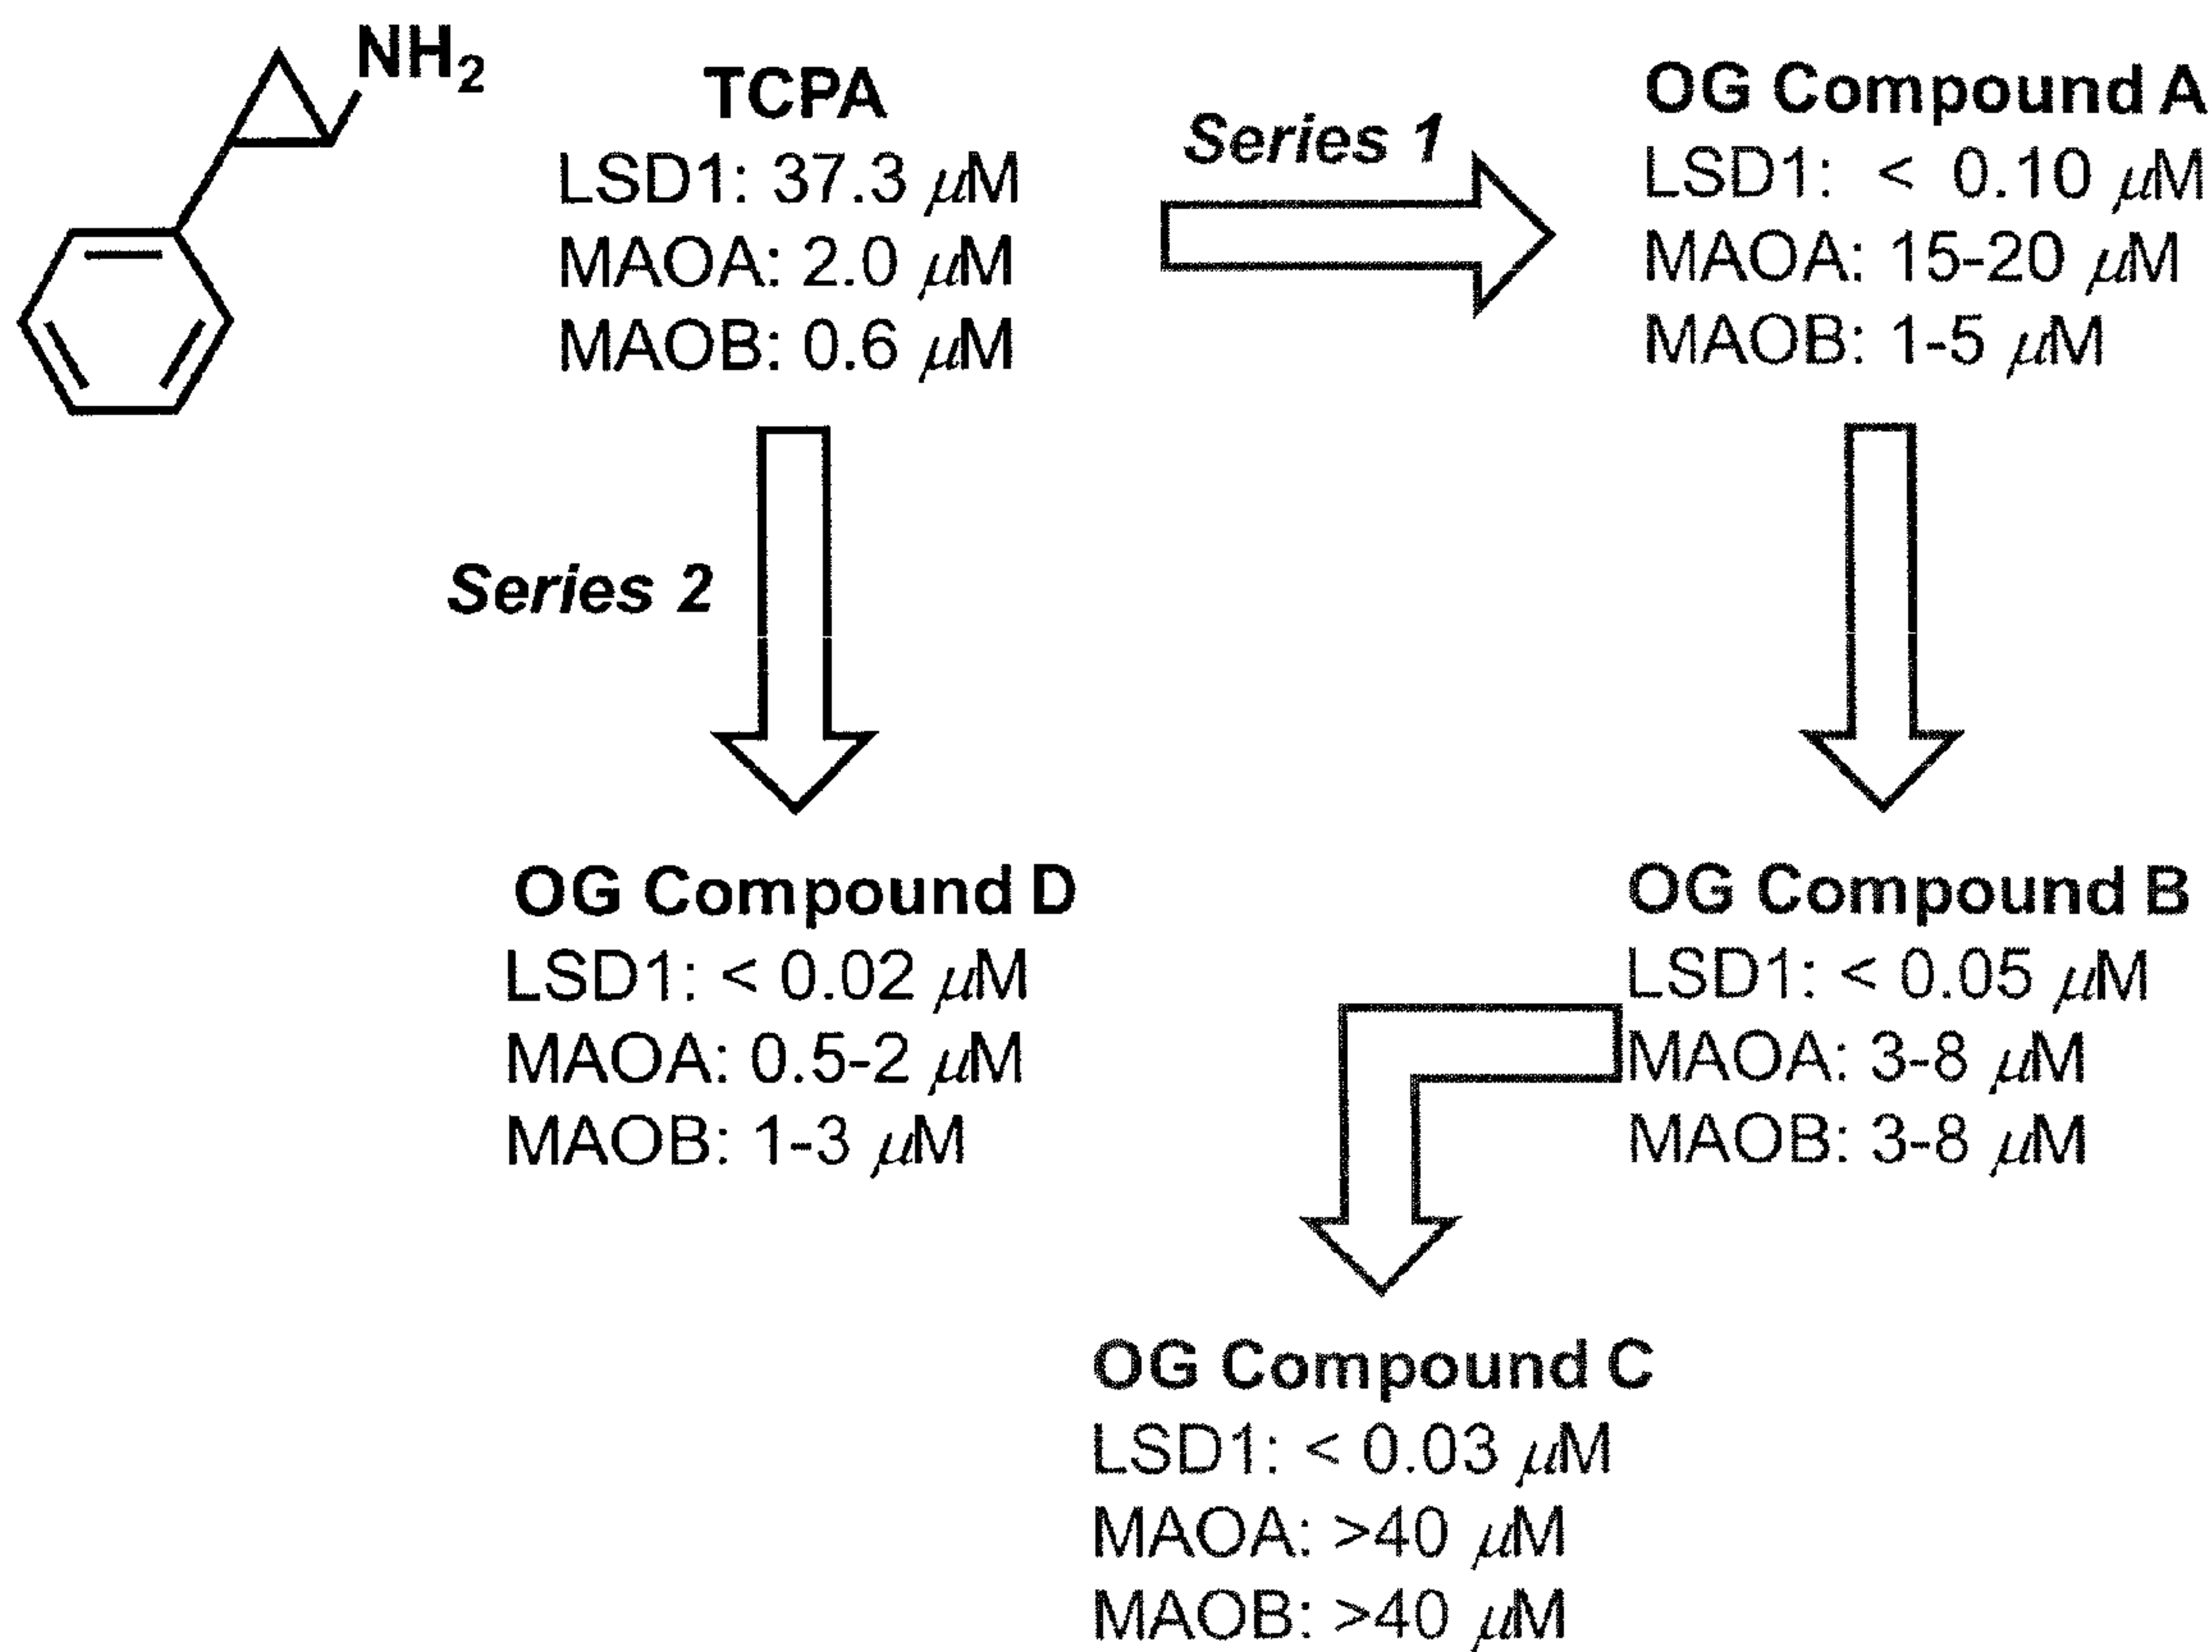 NH₂
TCPA
LSD1: 37.3 μM
MAOA: 2.0 μM
MAOB: 0.6 μM
Series 1
OG Compound A
LSD1: < 0.10 μM
MAOA: 15-20 μM
MAOB: 1-5 μM
Series 2
OG Compound D
LSD1: < 0.02 μM
MAOA: 0.5-2 μM
MAOB: 1-3 μM
OG Compound B
LSD1: < 0.05 μM
MAOA: 3-8 μM
MAOB: 3-8 μM
OG Compound C
LSD1: < 0.03 μM
MAOA: >40 μM
MAOB: >40 μM